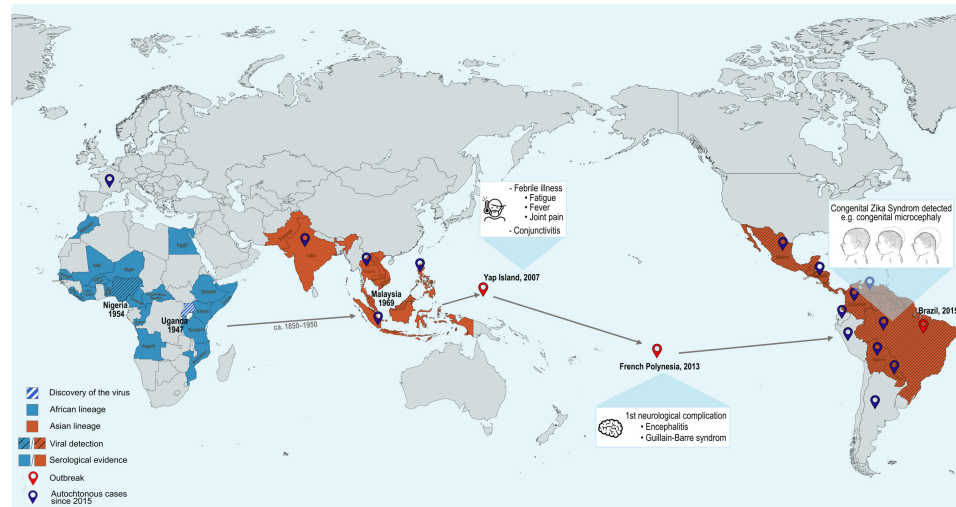 - Febrile illness
• Fatigue
• Fever
• Joint pain
- Conjunctivitis
Congenital Zika Syndrom detected
e.g. congenital microcephaly
Yap Island, 2007
Malaysia
1969
Nigeria
1954
Uganda
1947
ca. 1850–1950
Brazil, 2015
French Polynesia, 2013
1st neurological complication
• Encephalitis
• Guillain-Barre syndrom
Egypt
Mali
Niger
Ethiopia
Kenya
Tanzania
Angola
India
Mexico
Discovery of the virus
African lineage
Asian lineage
Viral detection
Serological evidence
Outbreak
Autochtonous cases
since 2015